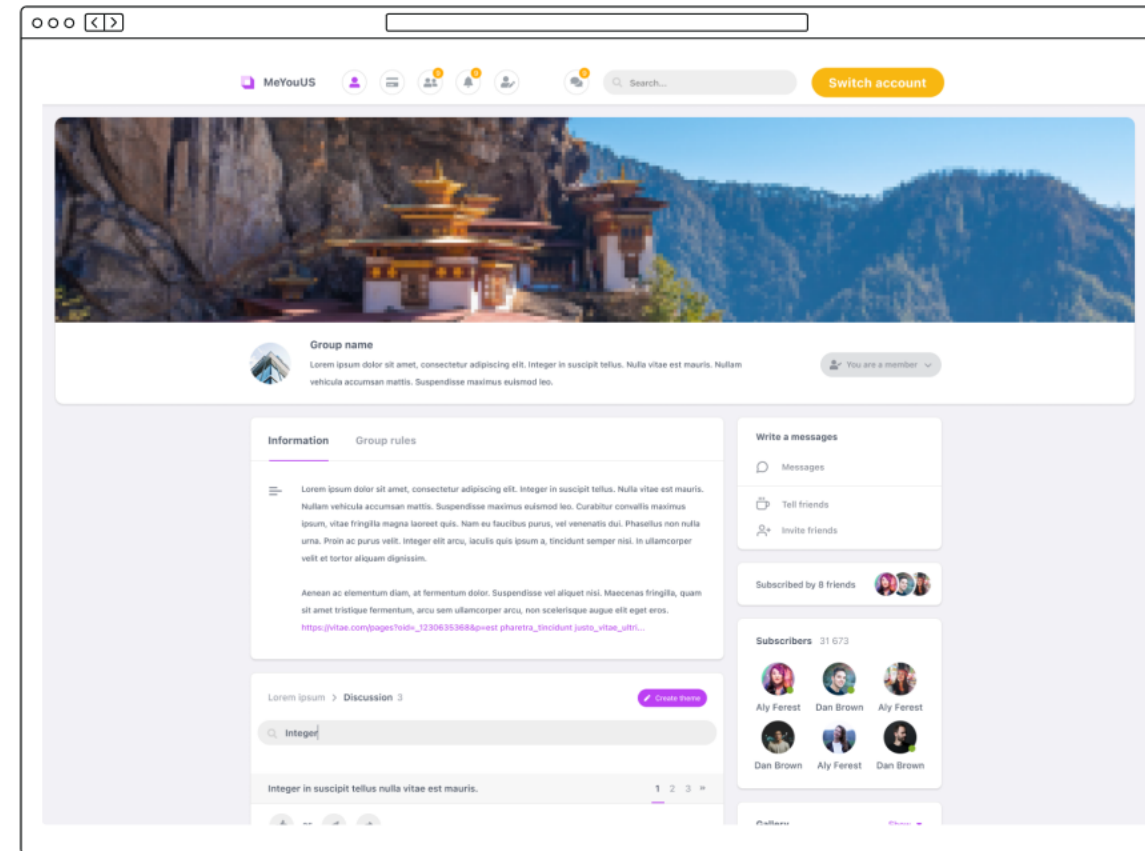 MeYouUS
0
0
0
Search...
Switch account
Group name
Lorem ipsum dolor sit amet, consectetur adipiscing elit. Integer in suscipit tellus. Nulla vitae est mauris. Nullam
vehicula accumsan mattis. Suspendisse maximus euismod leo.
You are a member
Information Group rules
Lorem ipsum dolor sit amet, consectetur adipiscing elit. Integer in suscipit tellus. Nulla vitae est mauris.
Nullam vehicula accumsan mattis. Suspendisse maximus euismod leo. Curabitur convallis maximus
ipsum, vitae fringilla magna laoreet quis. Nam eu faucibus purus, vel venenatis dui. Phasellus non nulla
urna. Proin ac purus velit. Integer elit arcu, iaculis quis ipsum a, tincidunt semper nisi. In ullamcorper
velit et tortor aliquam dignissim.
Aenean ac elementum diam, at fermentum dolor. Suspendisse vel aliquet nisi. Maecenas fringilla, quam
sit amet tristique fermentum, arcu sem ullamcorper arcu, non scelerisque augue elit eget eros.
https://vitae.com/pages?oid=_1230635368&p=est pharetra_tincidunt justo_vitae_ultri...
Lorem ipsum > Discussion 3
Create theme
Integer
Integer in suscipit tellus nulla vitae est mauris.
1 2 3 »
Write a messages
Messages
Tell friends
Invite friends
Subscribed by 8 friends
Subscribers 31 673
Aly Ferest Dan Brown Aly Ferest
Dan Brown Aly Ferest Dan Brown
Gallery Show